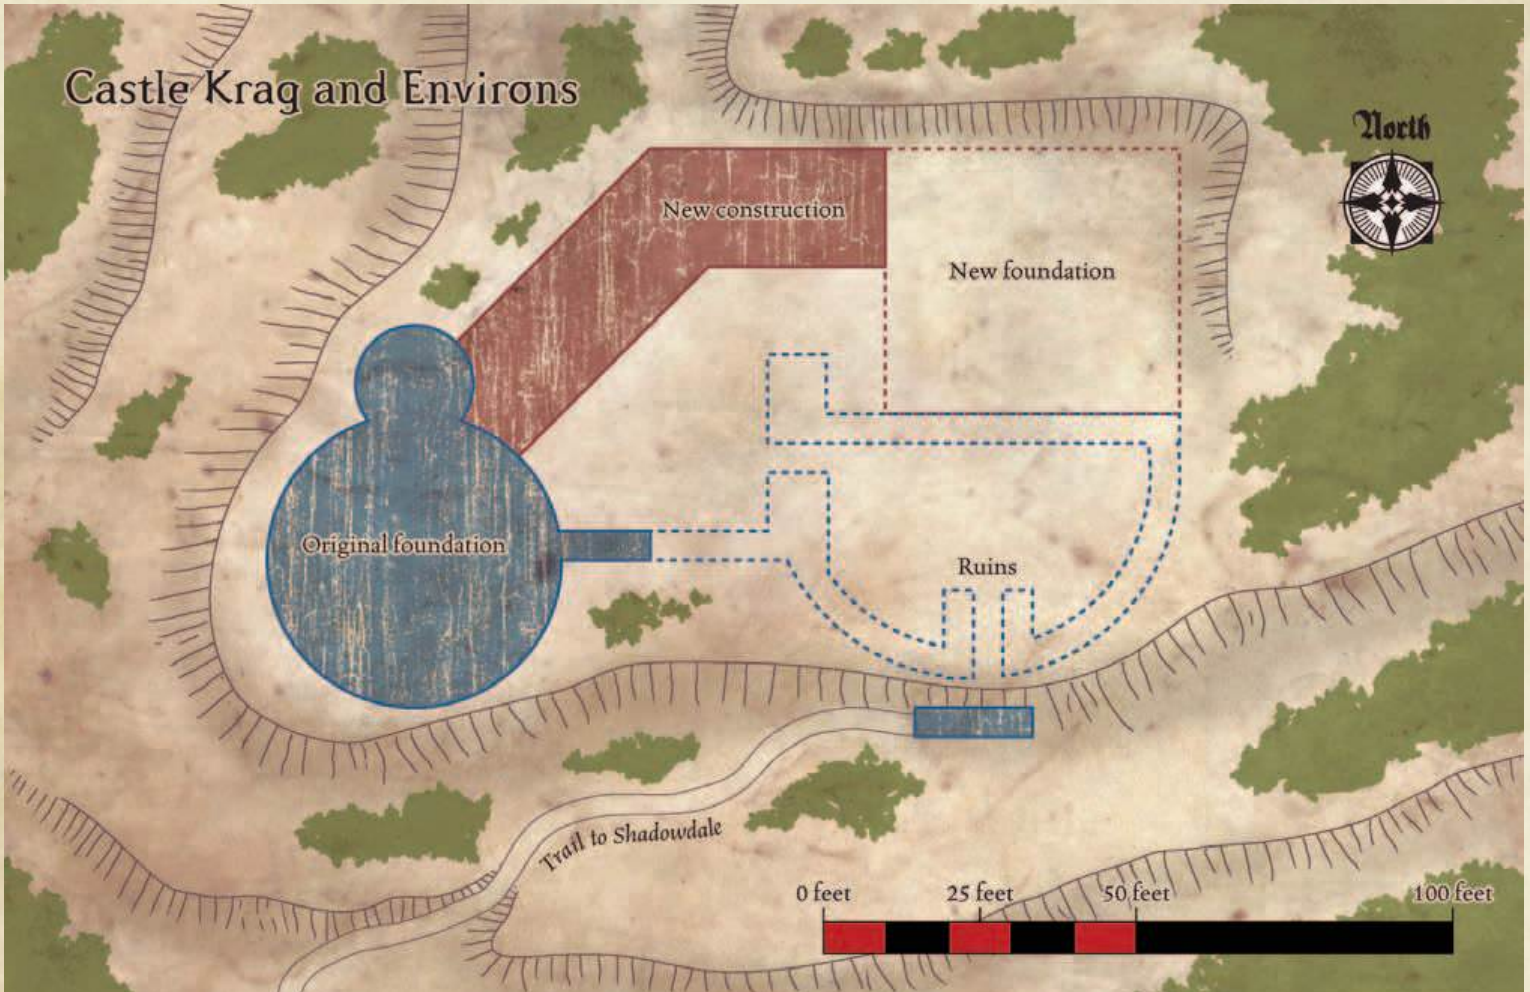 Castle Krag and Environs
North
New construction
New foundation
Original foundation
Ruins
Trail to Shadowdale
0 feet
25 feet
50 feet
100 feet